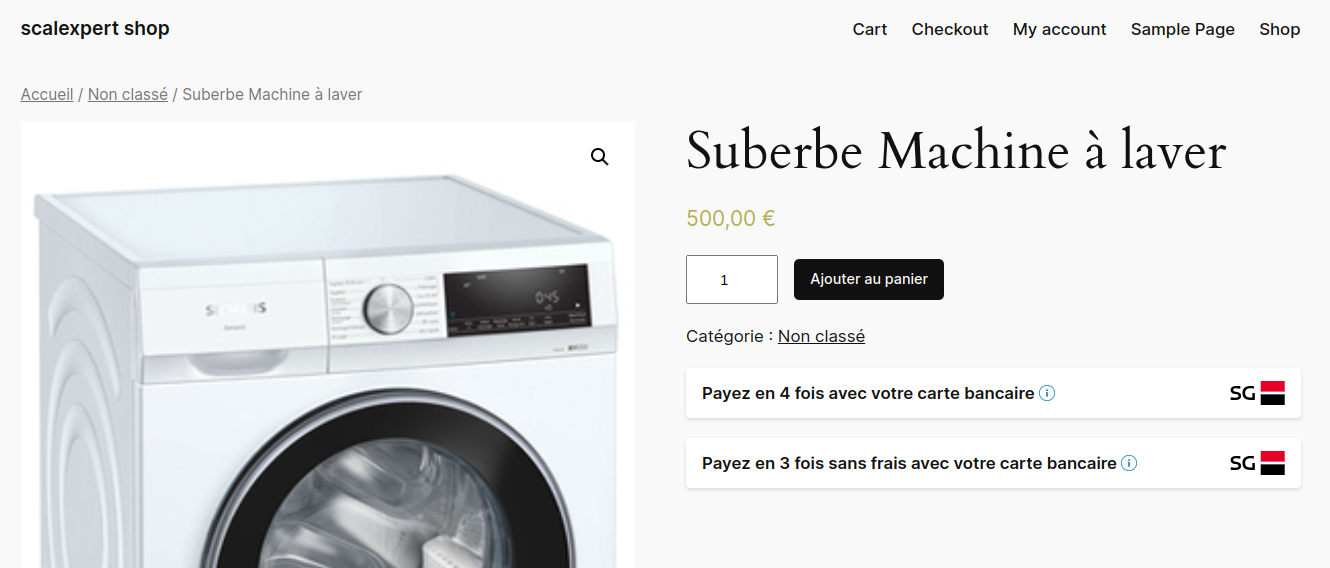 scalexpert shop
Cart Checkout My account Sample Page Shop
Accueil / Non classé / Suberbe Machine à laver
Suberbe Machine à laver
500,00 €
1
Ajouter au panier
Catégorie : Non classé
Payez en 4 fois avec votre carte bancaire
SG
Payez en 3 fois sans frais avec votre carte bancaire
SG
SIEMENS
0:45